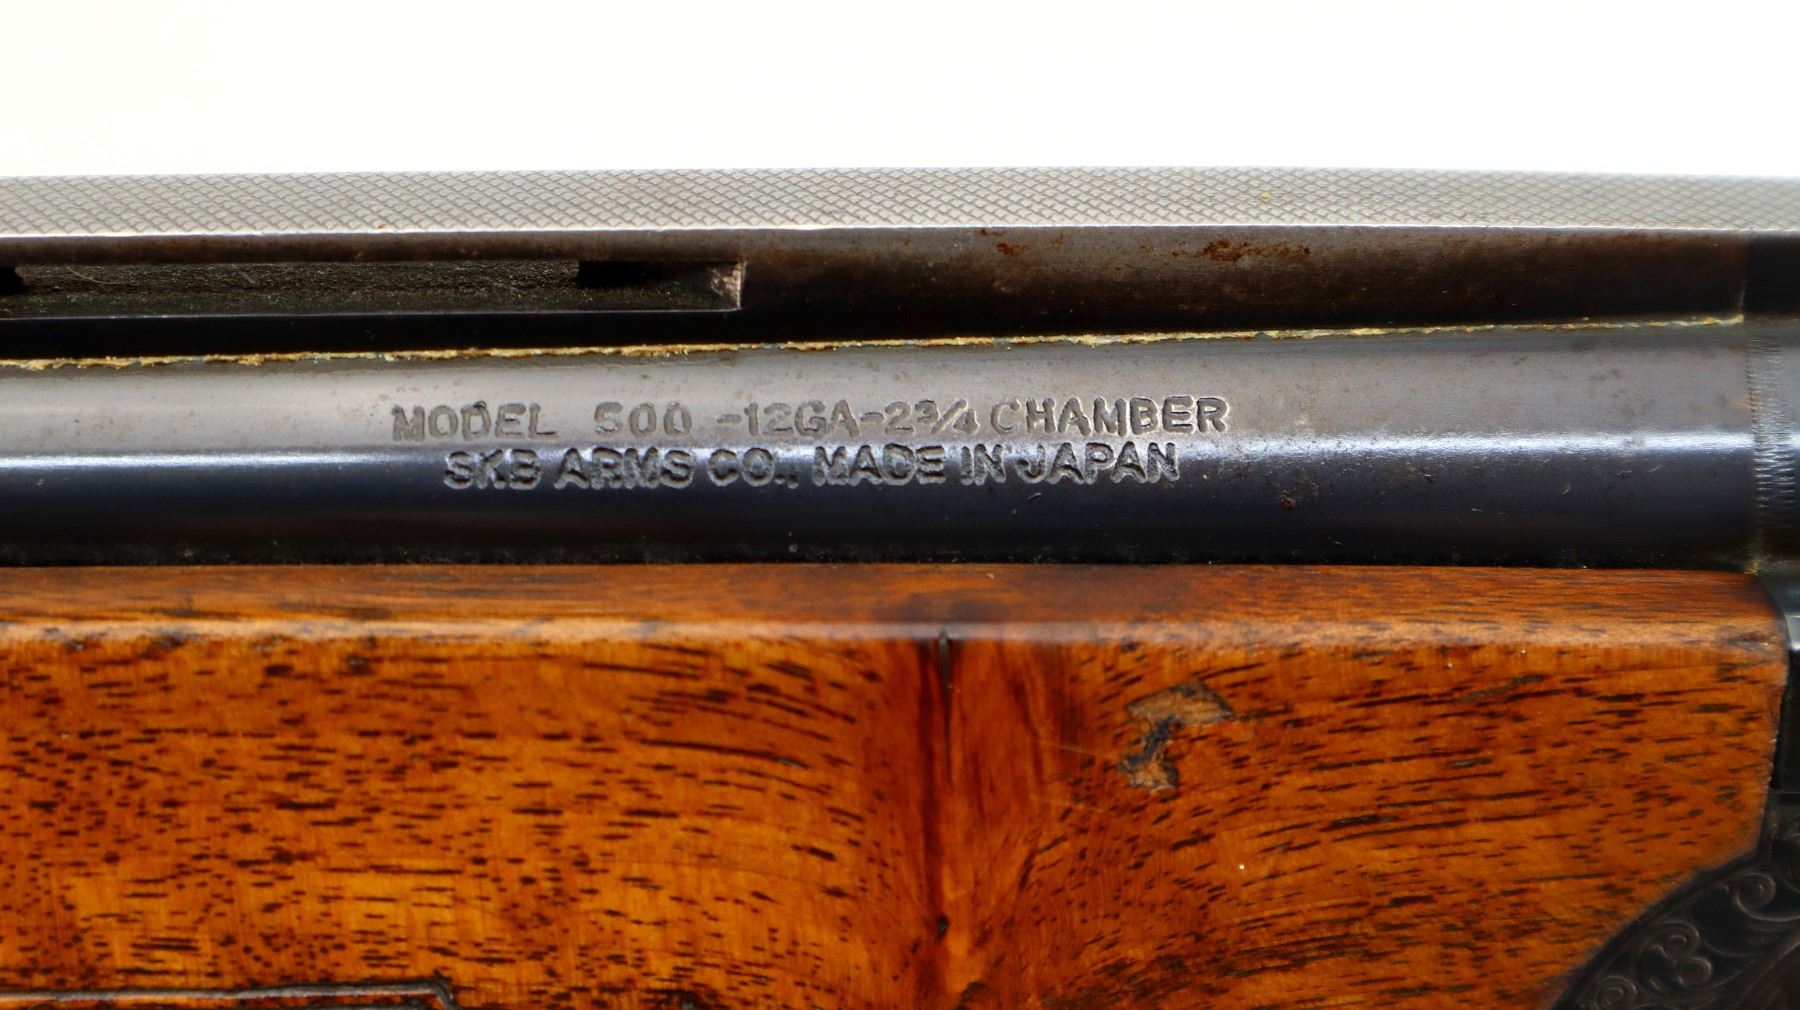 MODEL 500 -12GA-2¾ CHAMBER
SKB ARMS CO., MADE IN JAPAN